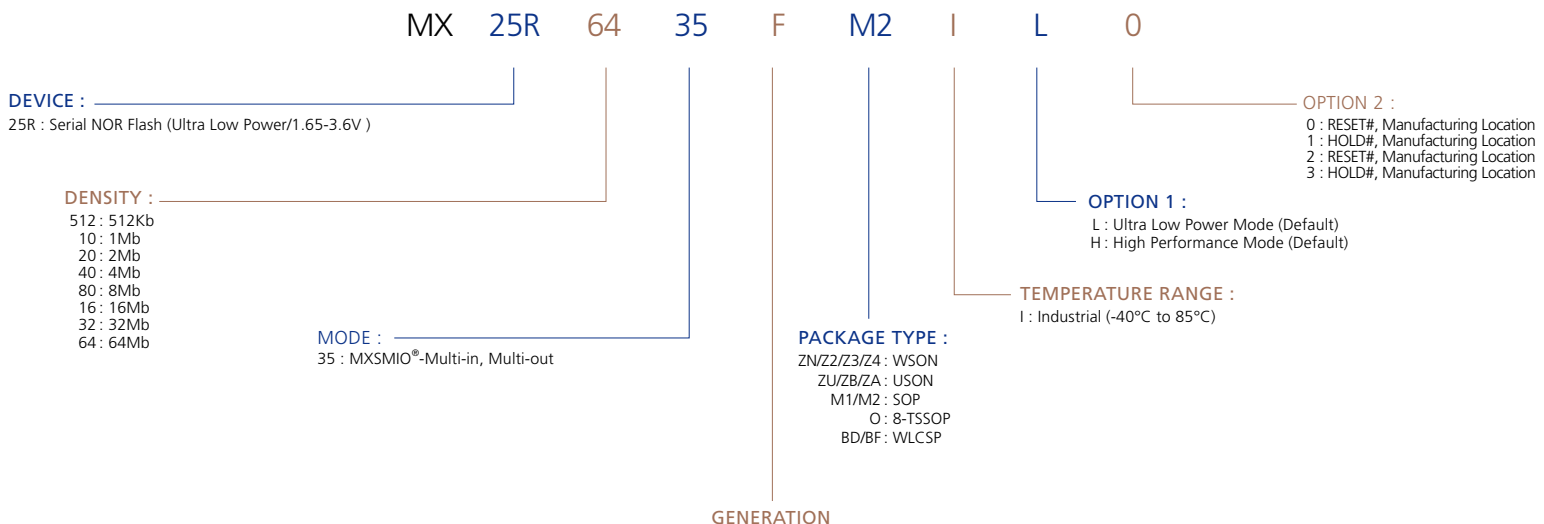 MX 25R 64 35 F M2 I L 0
DEVICE :
25R : Serial NOR Flash (Ultra Low Power/1.65-3.6V )
OPTION 2 :
0 : RESET#, Manufacturing Location
1 : HOLD#, Manufacturing Location
2 : RESET#, Manufacturing Location
3 : HOLD#, Manufacturing Location
DENSITY :
512 : 512Kb
10 : 1Mb
20 : 2Mb
40 : 4Mb
80 : 8Mb
16 : 16Mb
32 : 32Mb
64 : 64Mb
OPTION 1 :
L : Ultra Low Power Mode (Default)
H : High Performance Mode (Default)
TEMPERATURE RANGE :
I : Industrial (-40°C to 85°C)
MODE :
35 : MXSMIO®-Multi-in, Multi-out
PACKAGE TYPE :
ZN/Z2/Z3/Z4 : WSON
ZU/ZB/ZA : USON
M1/M2 : SOP
O : 8-TSSOP
BD/BF : WLCSP
GENERATION